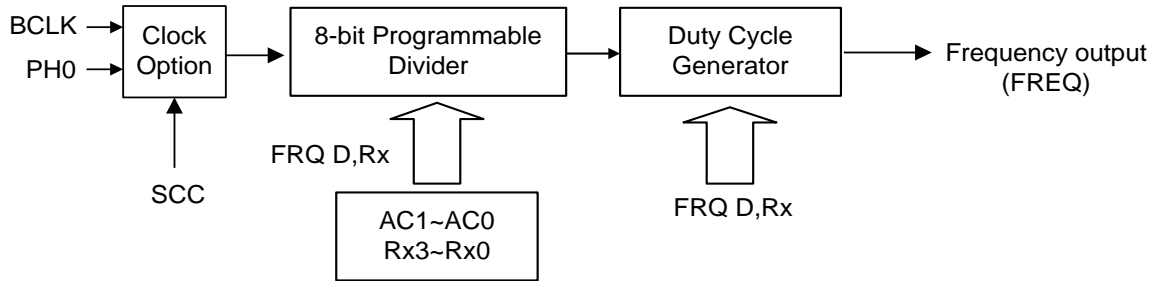 BCLK
PH0
Clock
Option
8-bit Programmable
Divider
Duty Cycle
Generator
Frequency output
(FREQ)
SCC
FRQ D,Rx
AC1~AC0
Rx3~Rx0
FRQ D,Rx